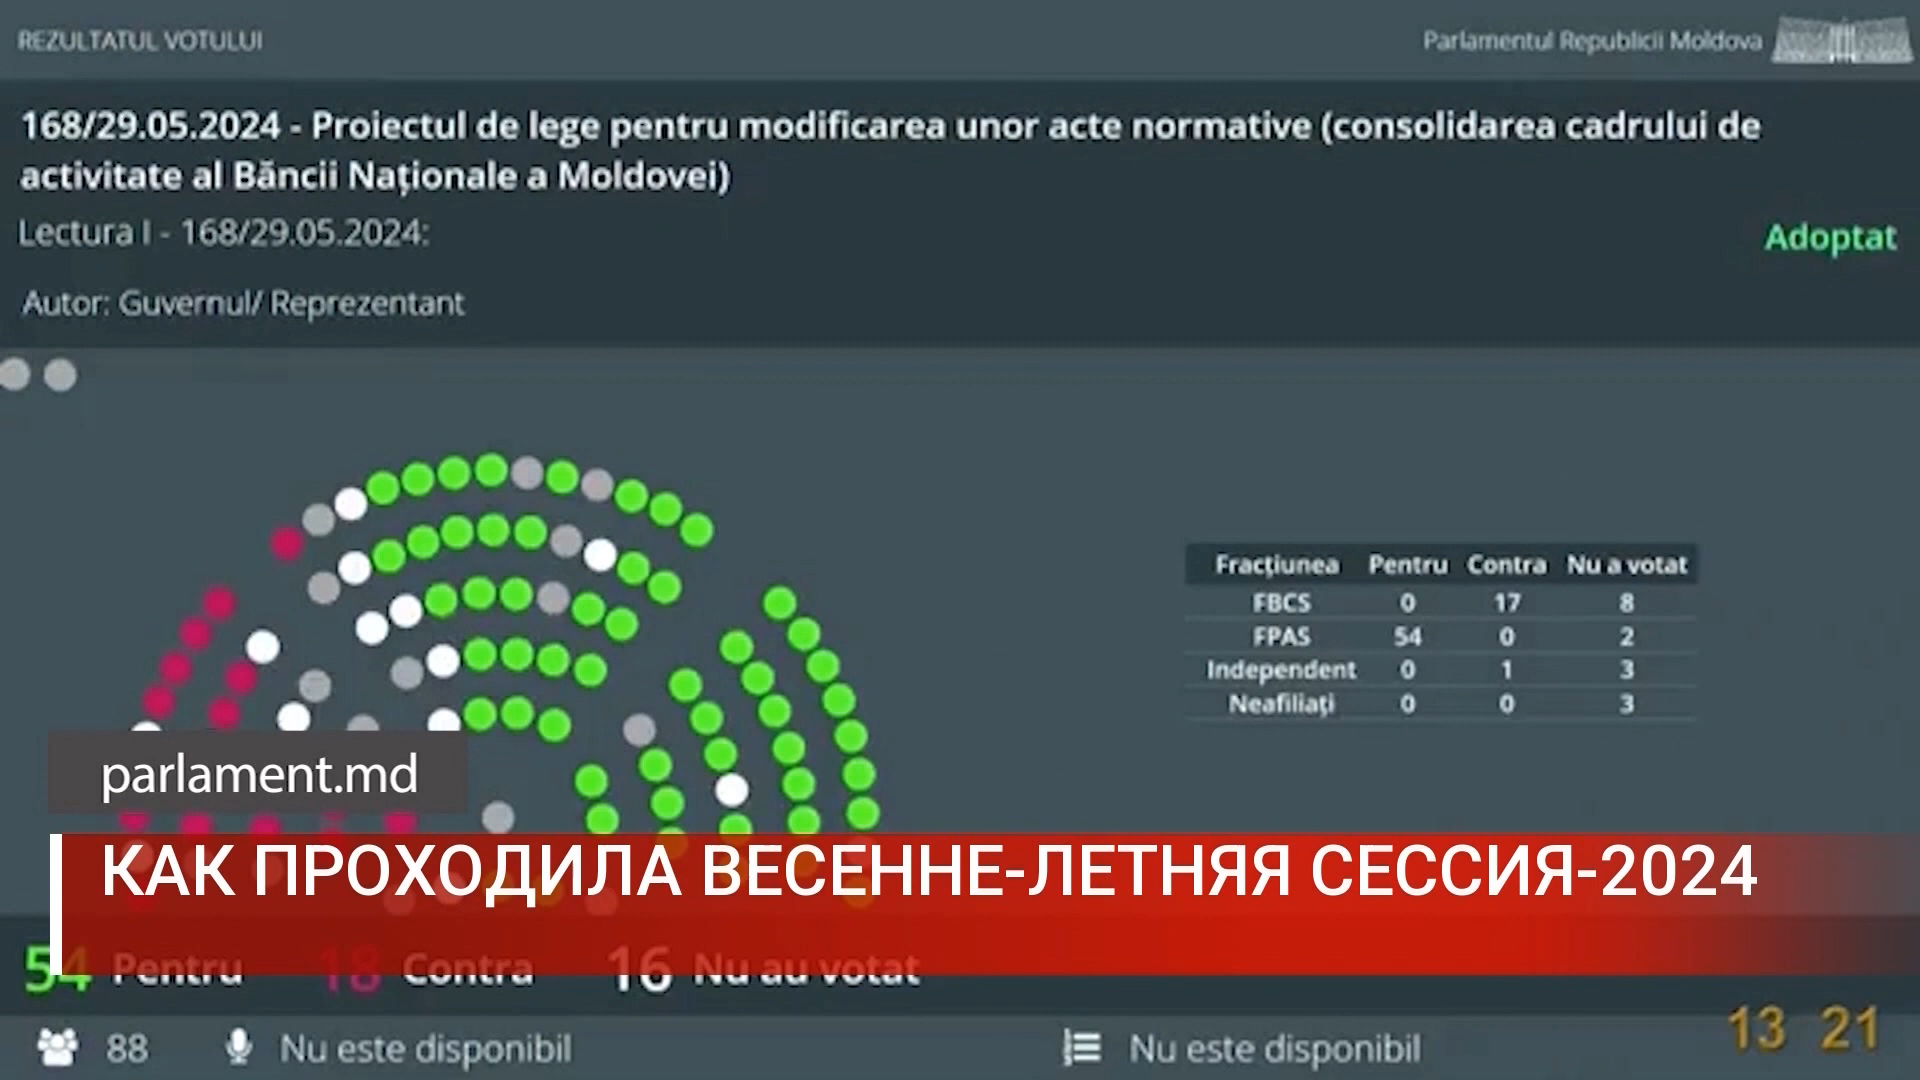 REZULTATUL VOTULUI
Parlamentul Republicii Moldova
168/29.05.2024 - Proiectul de lege pentru modificarea unor acte normative (consolidarea cadrului de
activitate al Băncii Naționale a Moldovei)
Lectura I - 168/29.05.2024:
Adoptat
Autor: Guvernul/ Reprezentant
Fracțiunea Pentru Contra Nu a votat
FBCS 0 17 8
FPAS 54 0 2
Independent 0 1 3
Neafiliați 0 0 3
parlament.md
КАК ПРОХОДИЛА ВЕСЕННЕ-ЛЕТНЯЯ СЕССИЯ-2024
54 Pentru 18 Contra 16 Nu au votat
88 Nu este disponibil Nu este disponibil
13 21